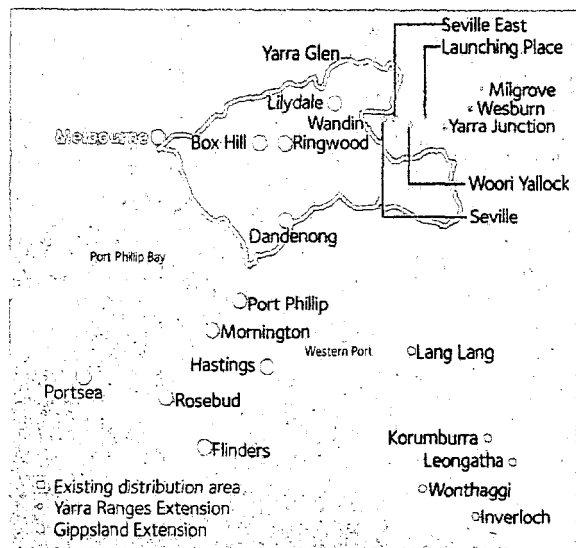 Seville East
Launching Place
Yarra Glen
Milgrove
Lilydale
Wesburn
Wandin
Yarra Junction
Melbourne
Box Hill
Ringwood
Woori Yallock
Seville
Dandenong
Port Phillip Bay
Port Phillip
Mornington
Western Port
Lang Lang
Hastings
Portsea
Rosebud
Korumburra
Flinders
Leongatha
Existing distribution area
Wonthaggi
Yarra Ranges Extension
Inverloch
Gippsland Extension